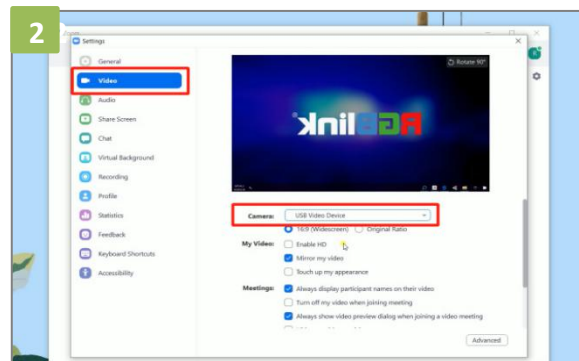 2
Settings
General
Video
Audio
Share Screen
Chat
Virtual Background
Recording
Profile
Statistics
Feedback
Keyboard Shortcuts
Accessibility
Rotate 90°
RGBlink
Camera: USB Video Device
16:9 (Widescreen) Original Ratio
My Video: Enable HD
Mirror my video
Touch up my appearance
Meetings: Always display participant names on their video
Turn off my video when joining meeting
Always show video preview dialog when joining a video meeting
Advanced